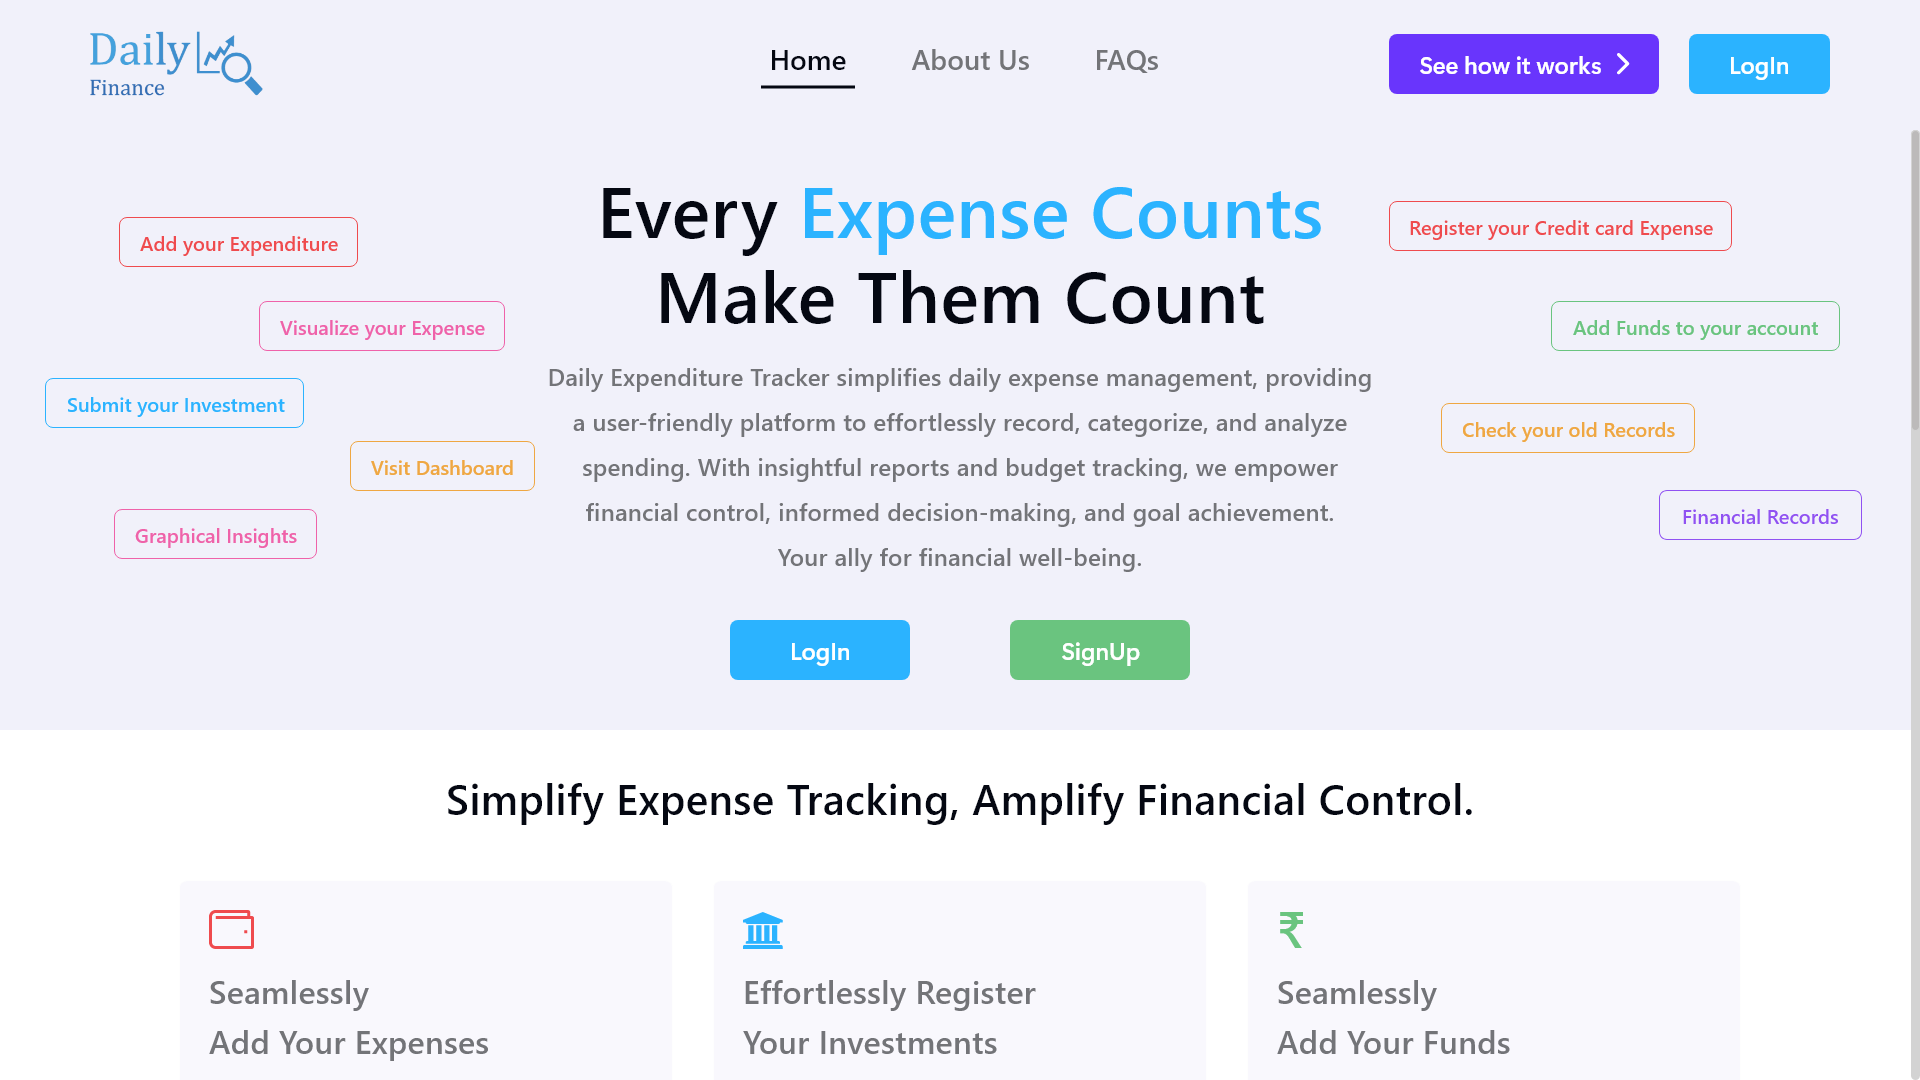 Daily
Finance
Home
About Us
FAQs
See how it works
LogIn
Every Expense Counts
Make Them Count
Add your Expenditure
Visualize your Expense
Submit your Investment
Visit Dashboard
Graphical Insights
Register your Credit card Expense
Add Funds to your account
Check your old Records
Financial Records
Daily Expenditure Tracker simplifies daily expense management, providing
a user-friendly platform to effortlessly record, categorize, and analyze
spending. With insightful reports and budget tracking, we empower
financial control, informed decision-making, and goal achievement.
Your ally for financial well-being.
LogIn
SignUp
Simplify Expense Tracking, Amplify Financial Control.
Seamlessly
Add Your Expenses
Effortlessly Register
Your Investments
₹
Seamlessly
Add Your Funds